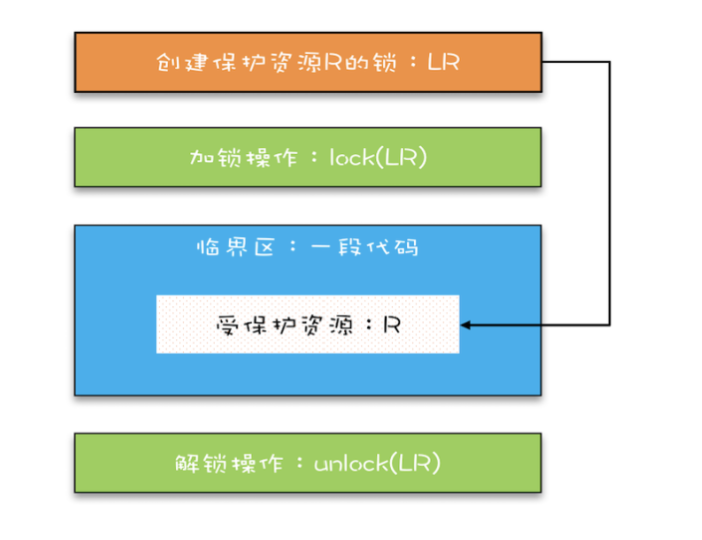 创建保护资源R的锁：LR
加锁操作：lock(LR)
临界区：一段代码
受保护资源：R
解锁操作：unlock(LR)